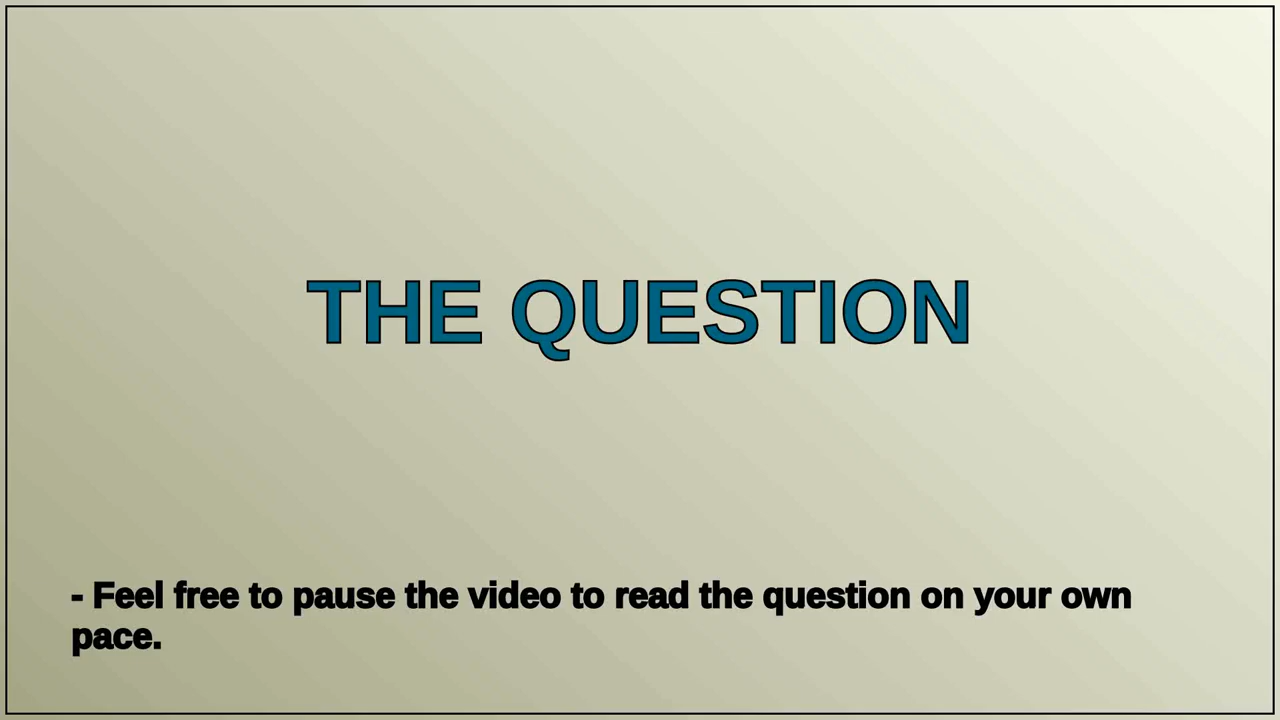 THE QUESTION
- Feel free to pause the video to read the question on your own
pace.